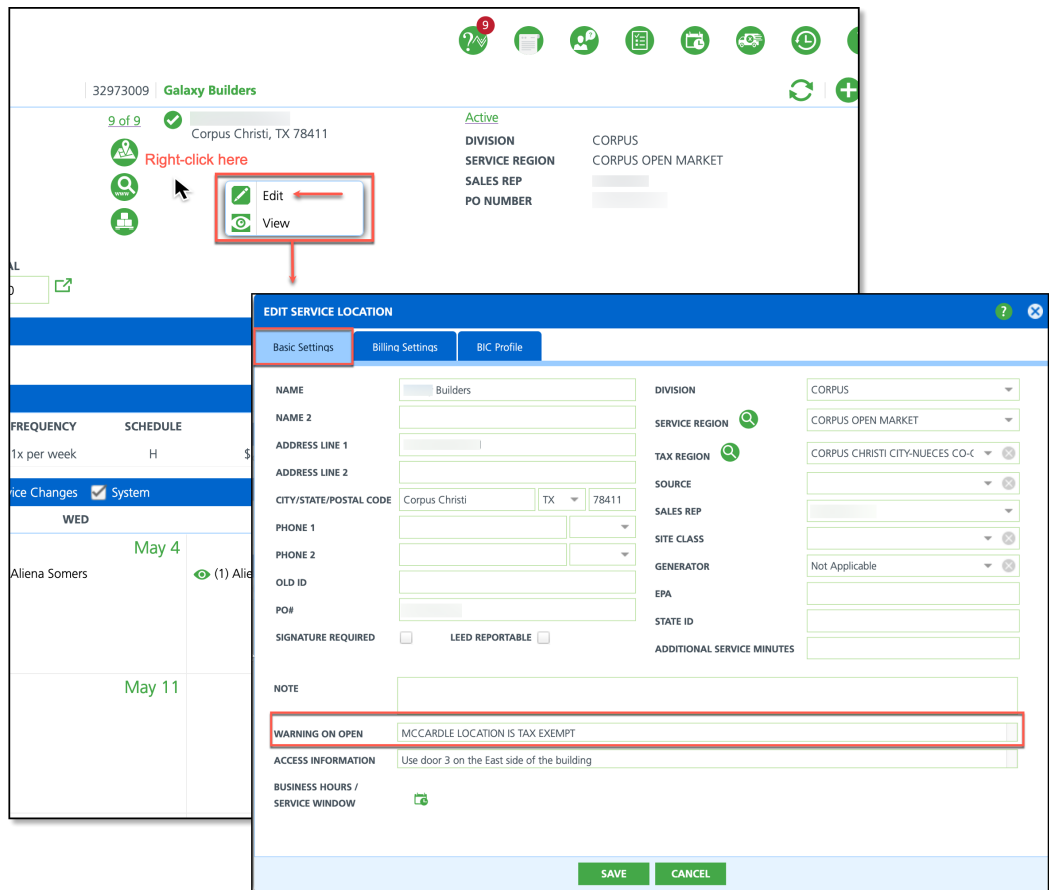 9
32973009 Galaxy Builders
9 of 9
Corpus Christi, TX 78411
Active
DIVISION CORPUS
SERVICE REGION CORPUS OPEN MARKET
SALES REP
PO NUMBER
Right-click here
www
Edit
View
FREQUENCY SCHEDULE
1x per week H $
vice Changes System
WED
May 4
Aliena Somers
(1) Alie
May 11
EDIT SERVICE LOCATION
?
Basic Settings Billing Settings BIC Profile
NAME Builders
NAME 2
ADDRESS LINE 1
ADDRESS LINE 2
CITY/STATE/POSTAL CODE Corpus Christi TX 78411
PHONE 1
PHONE 2
OLD ID
PO#
SIGNATURE REQUIRED LEED REPORTABLE
DIVISION CORPUS
SERVICE REGION CORPUS OPEN MARKET
TAX REGION CORPUS CHRISTI CITY-NUECES CO-C
SOURCE
SALES REP
SITE CLASS
GENERATOR Not Applicable
EPA
STATE ID
ADDITIONAL SERVICE MINUTES
NOTE
WARNING ON OPEN MCCARDLE LOCATION IS TAX EXEMPT
ACCESS INFORMATION Use door 3 on the East side of the building
BUSINESS HOURS /
SERVICE WINDOW
SAVE CANCEL